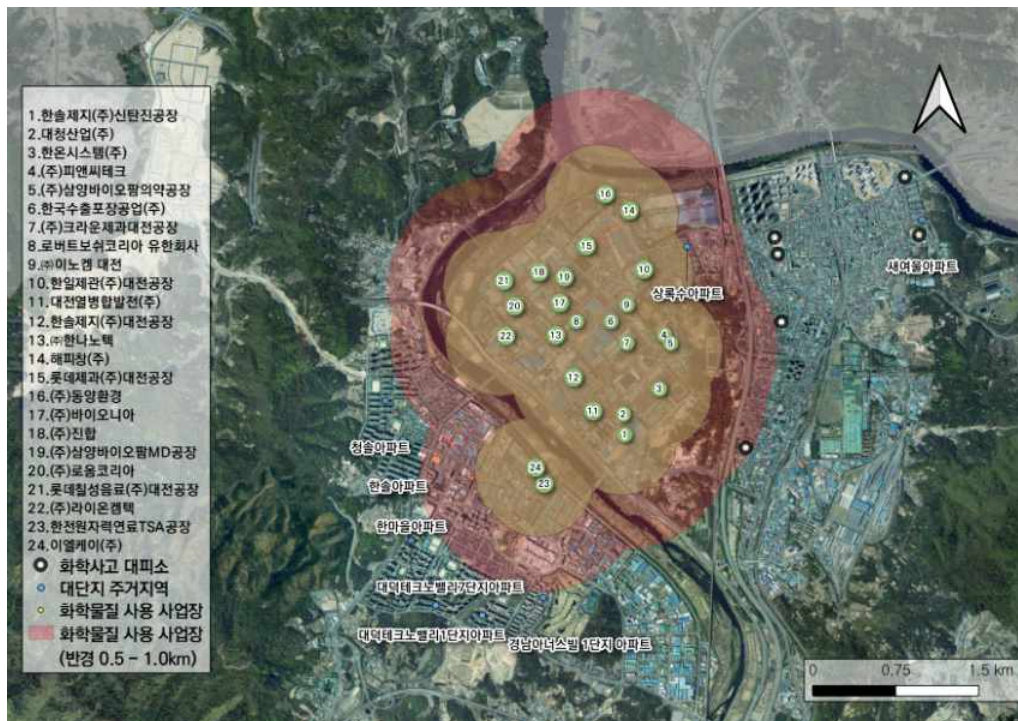 1.한솔제지(주)신탄진공장
2.대청산업(주)
3.한온시스템(주)
4.(주)피앤씨테크
5.(주)삼양바이오팜의약공장
6.한국수출포장공업(주)
7.(주)크라운제과대전공장
8.로버트보쉬코리아 유한회사
9.㈜이노켐 대전
10.한일제관(주)대전공장
11.대전열병합발전(주)
12.한솔제지(주)대전공장
13.㈜한나노텍
14.해피창(주)
15.롯데제과(주)대전공장
16.(주)동양환경
17.(주)바이오니아
18.(주)진합
19.(주)삼양바이오팜MD공장
20.(주)로움코리아
21.롯데칠성음료(주)대전공장
22.(주)라이온켐텍
23.한전원자력연료TSA공장
24.이엘케이(주)
화학사고 대피소
대단지 주거지역
화학물질 사용 사업장
화학물질 사용 사업장
(반경 0.5 - 1.0km)
16
14
15
10
18
19
21
17
20
9
8
6
22
13
7
4
5
12
3
11
2
1
24
23
새여울아파트
상록수아파트
청솔아파트
한솔아파트
한마을아파트
대덕테크노밸리7단지아파트
대덕테크노밸리1단지아파트
경남아너스빌 1단지 아파트
0 0.75 1.5 km